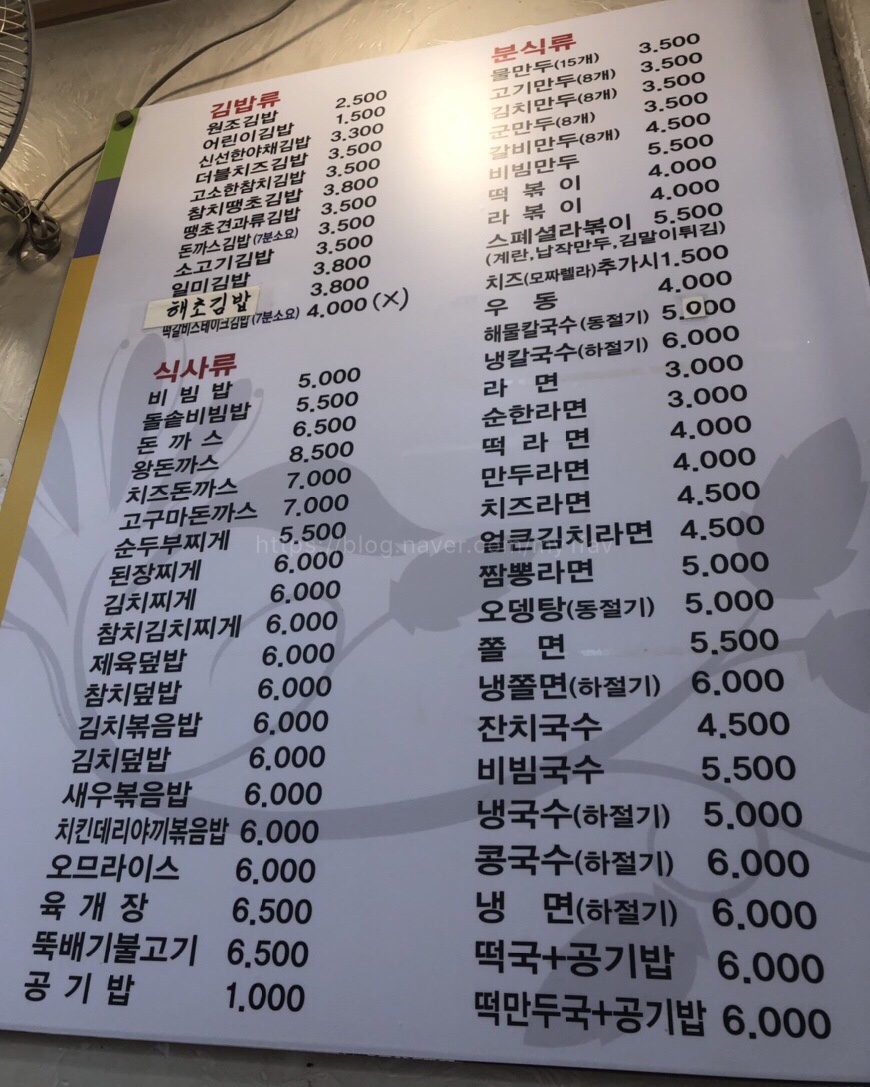 김밥류
원조김밥 2.500
어린이김밥 1.500
신선한야채김밥 3.300
더블치즈김밥 3.500
고소한참치김밥 3.500
참치땡초김밥 3.800
땡초견과류김밥 3.500
돈까스김밥(7분소요) 3.500
소고기김밥 3.500
일미김밥 3.800
해초김밥 3.800
떡갈비스테이크김밥(7분소요) 4.000 (X)
식사류
비빔밥 5.000
돌솥비빔밥 5.500
돈까스 6.500
왕돈까스 8.500
치즈돈까스 7.000
고구마돈까스 7.000
순두부찌게 5.500
된장찌게 6.000
김치찌게 6.000
참치김치찌게 6.000
제육덮밥 6.000
참치덮밥 6.000
김치볶음밥 6.000
김치덮밥 6.000
새우볶음밥 6.000
치킨데리야끼볶음밥 6.000
오므라이스 6.000
육개장 6.500
뚝배기불고기 6.500
공기밥 1.000
분식류
물만두(15개) 3.500
고기만두(8개) 3.500
김치만두(8개) 3.500
군만두(8개) 3.500
갈비만두(8개) 4.500
비빔만두 5.500
떡볶이 4.000
라볶이 4.000
스폐셜라볶이 5.500
(계란,납작만두,김말이튀김)
치즈(모짜렐라)추가시 1.500
우동 4.000
해물칼국수(동절기) 5.000
냉칼국수(하절기) 6.000
라면 3.000
순한라면 3.000
떡라면 4.000
만두라면 4.000
치즈라면 4.500
얼큰김치라면 4.500
짬뽕라면 5.000
오뎅탕(동절기) 5.000
쫄면 5.500
냉쫄면(하절기) 6.000
잔치국수 4.500
비빔국수 5.500
냉국수(하절기) 5.000
콩국수(하절기) 6.000
냉면(하절기) 6.000
떡국+공기밥 6.000
떡만두국+공기밥 6.000